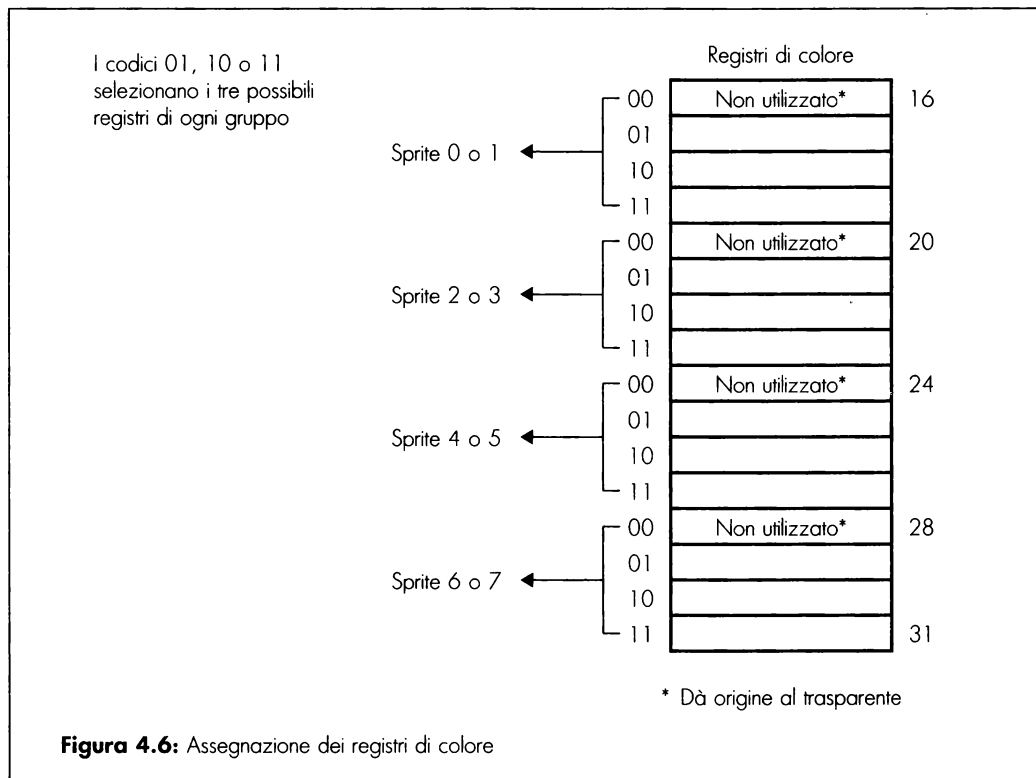 I codici 01, 10 o 11
selezionano i tre possibili
registri di ogni gruppo
Registri di colore
00 Non utilizzato* 16
01
Sprite 0 o 1
10
11
00 Non utilizzato* 20
01
Sprite 2 o 3
10
11
00 Non utilizzato* 24
01
Sprite 4 o 5
10
11
00 Non utilizzato* 28
01
Sprite 6 o 7
10
11 31
* Dà origine al trasparente
Figura 4.6: Assegnazione dei registri di colore